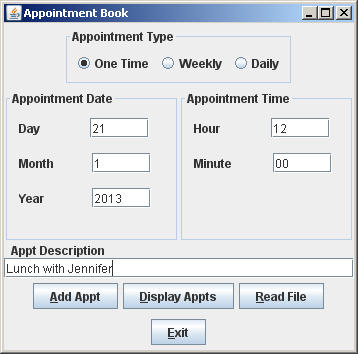 Appointment Book
Appointment Type
One Time Weekly Daily
Appointment Date
Appointment Time
Day 21
Hour 12
Month 1
Minute 00
Year 2013
Appt Description
Lunch with Jennifer
Add Appt Display Appts Read File
Exit